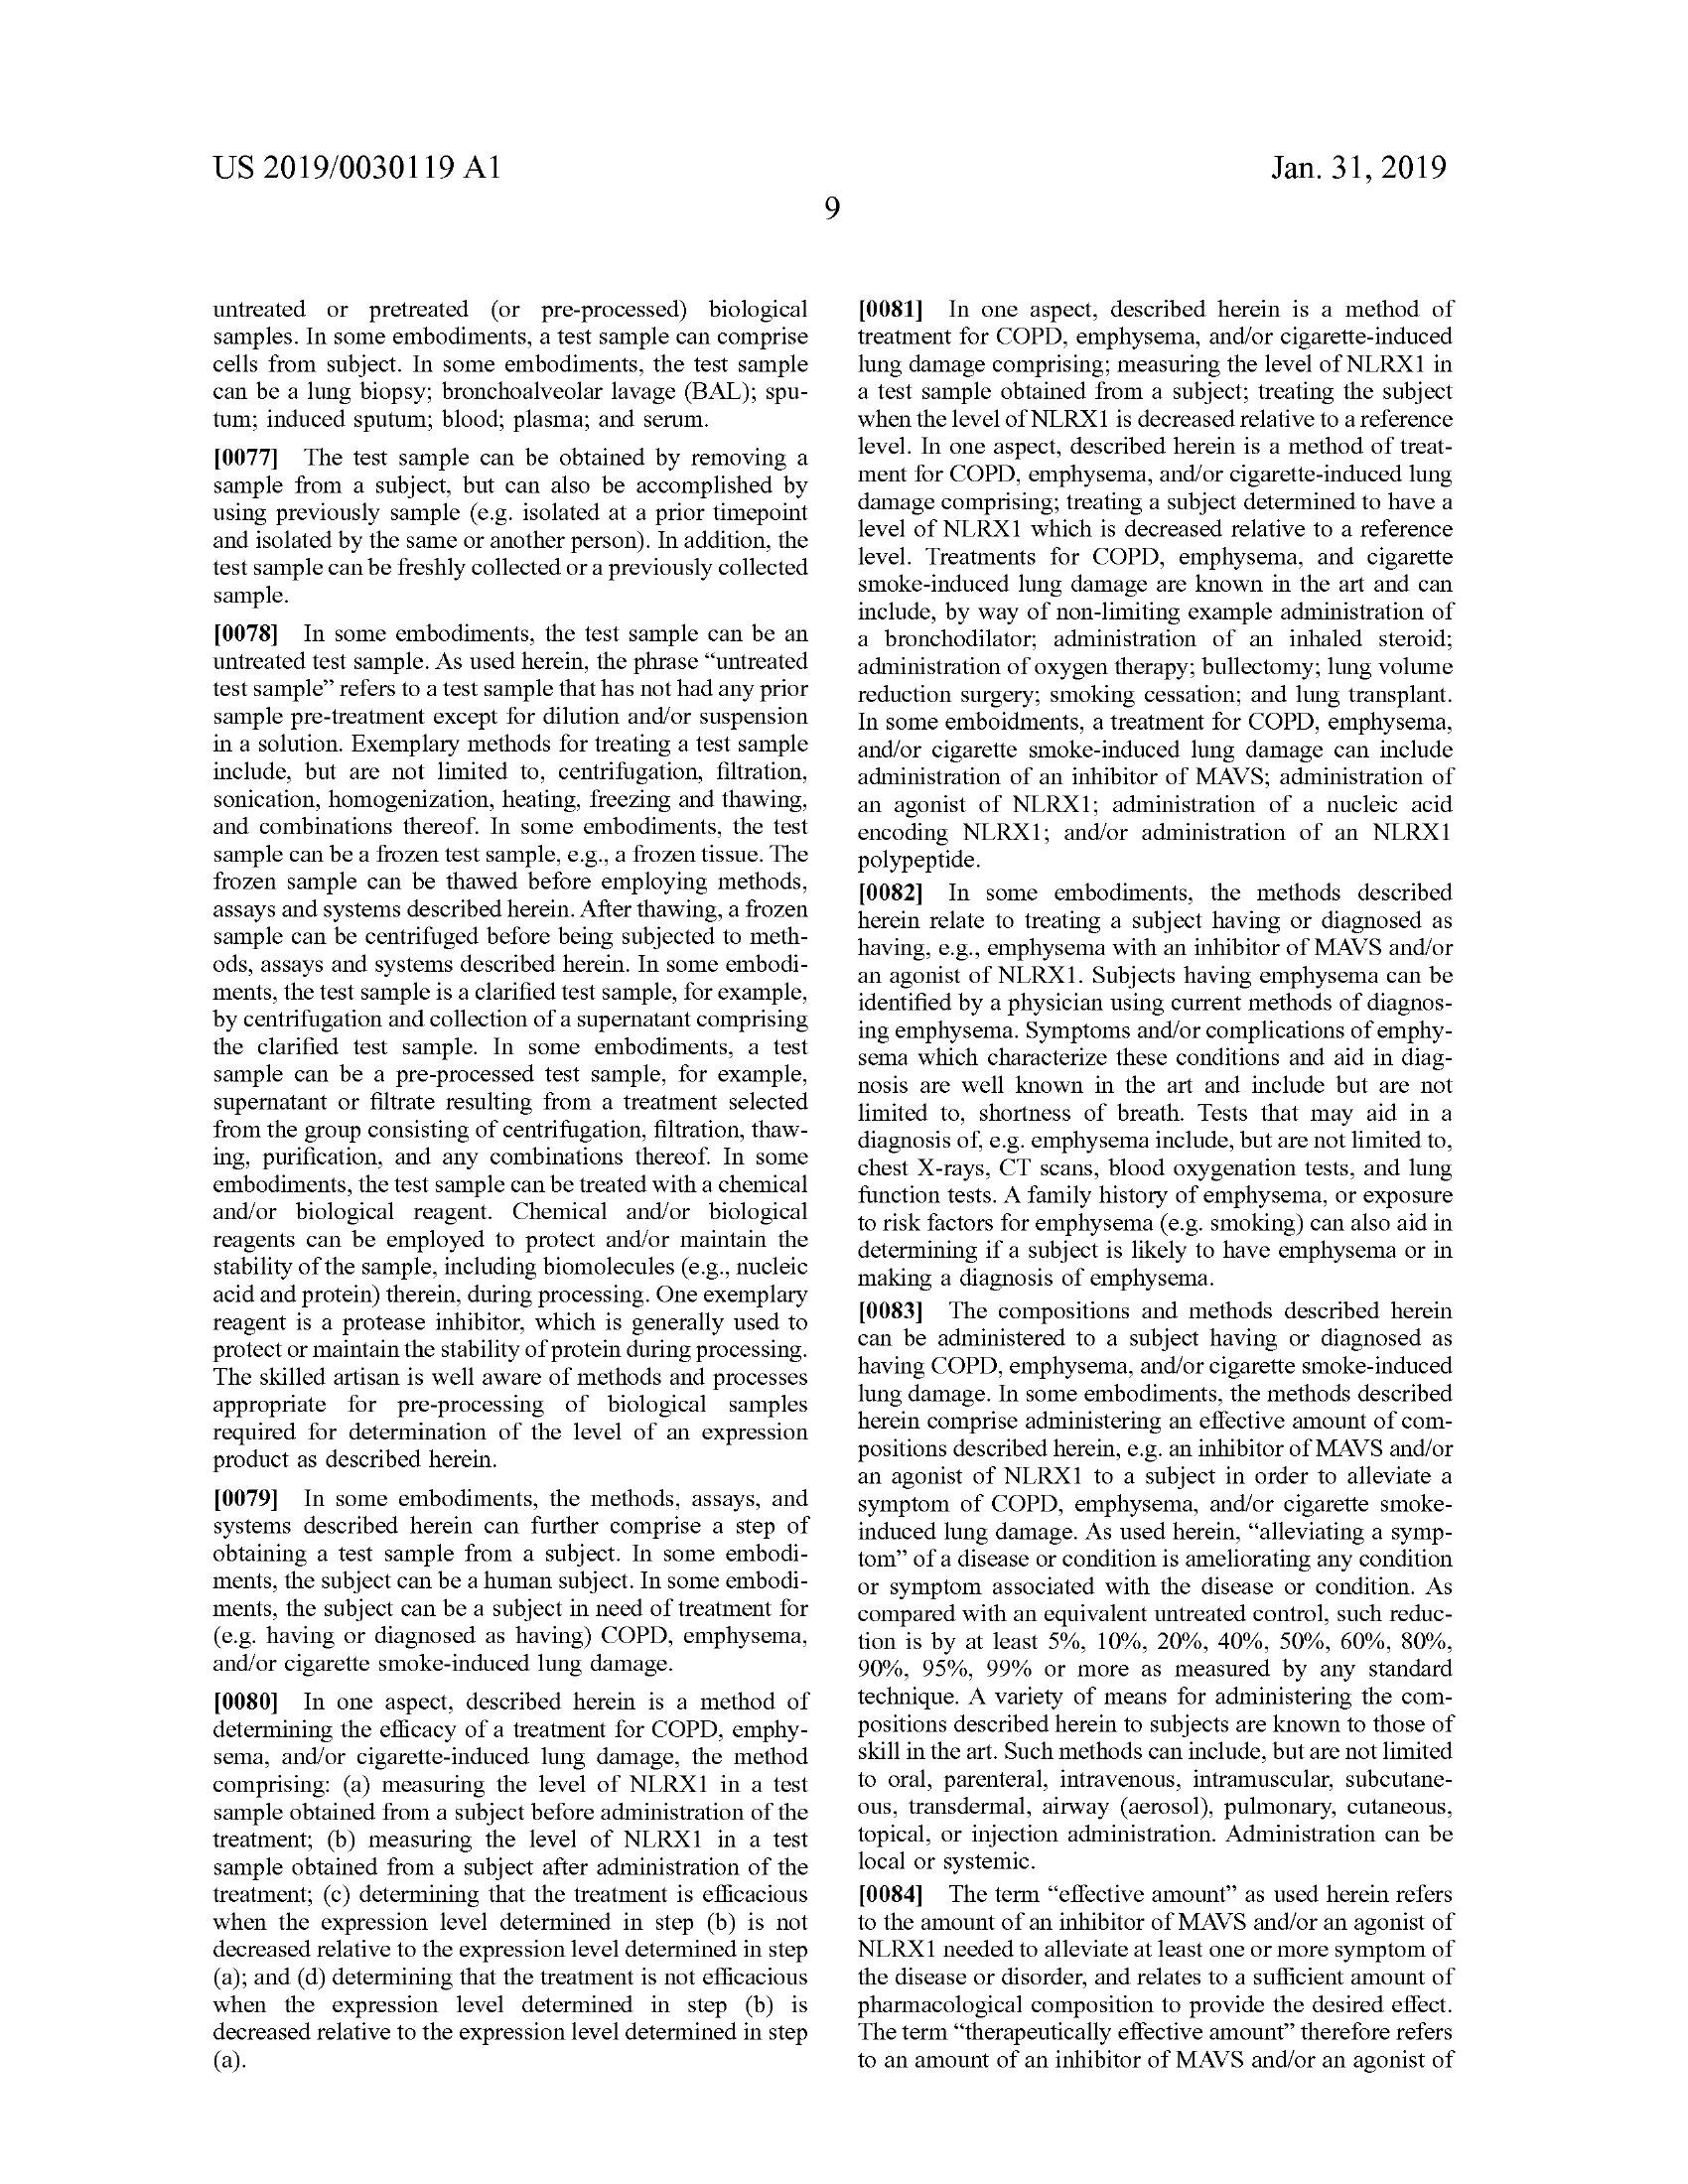 US 2019/0030119 A1
Jan. 31, 2019
9
untreated or pretreated (or pre-processed) biological
samples. In some embodiments, a test sample can comprise
cells from subject. In some embodiments, the test sample
can be a lung biopsy; bronchoalveolar lavage (BAL); spu-
tum; induced sputum; blood; plasma; and serum.
[0077] The test sample can be obtained by removing a
sample from a subject, but can also be accomplished by
using previously sample (e.g. isolated at a prior timepoint
and isolated by the same or another person). In addition, the
test sample can be freshly collected or a previously collected
sample.
[0078] In some embodiments, the test sample can be an
untreated test sample. As used herein, the phrase “untreated
test sample” refers to a test sample that has not had any prior
sample pre-treatment except for dilution and/or suspension
in a solution. Exemplary methods for treating a test sample
include, but are not limited to, centrifugation, filtration,
sonication, homogenization, heating, freezing and thawing,
and combinations thereof. In some embodiments, the test
sample can be a frozen test sample, e.g., a frozen tissue. The
frozen sample can be thawed before employing methods,
assays and systems described herein. After thawing, a frozen
sample can be centrifuged before being subjected to meth-
ods, assays and systems described herein. In some embodi-
ments, the test sample is a clarified test sample, for example,
by centrifugation and collection of a supernatant comprising
the clarified test sample. In some embodiments, a test
sample can be a pre-processed test sample, for example,
supernatant or filtrate resulting from a treatment selected
from the group consisting of centrifugation, filtration, thaw-
ing, purification, and any combinations thereof. In some
embodiments, the test sample can be treated with a chemical
and/or biological reagent. Chemical and/or biological
reagents can be employed to protect and/or maintain the
stability of the sample, including biomolecules (e.g., nucleic
acid and protein) therein, during processing. One exemplary
reagent is a protease inhibitor, which is generally used to
protect or maintain the stability of protein during processing.
The skilled artisan is well aware of methods and processes
appropriate for pre-processing of biological samples
required for determination of the level of an expression
product as described herein.
[0079] In some embodiments, the methods, assays, and
systems described herein can further comprise a step of
obtaining a test sample from a subject. In some embodi-
ments, the subject can be a human subject. In some embodi-
ments, the subject can be a subject in need of treatment for
(e.g. having or diagnosed as having) COPD, emphysema,
and/or cigarette smoke-induced lung damage.
[0080] In one aspect, described herein is a method of
determining the efficacy of a treatment for COPD, emphy-
sema, and/or cigarette-induced lung damage, the method
comprising: (a) measuring the level of NLRX1 in a test
sample obtained from a subject before administration of the
treatment; (b) measuring the level of NLRX1 in a test
sample obtained from a subject after administration of the
treatment; (c) determining that the treatment is efficacious
when the expression level determined in step (b) is not
decreased relative to the expression level determined in step
(a); and (d) determining that the treatment is not efficacious
when the expression level determined in step (b) is
decreased relative to the expression level determined in step
(a).
[0081] In one aspect, described herein is a method of
treatment for COPD, emphysema, and/or cigarette-induced
lung damage comprising; measuring the level of NLRX1 in
a test sample obtained from a subject; treating the subject
when the level of NLRX1 is decreased relative to a reference
level. In one aspect, described herein is a method of treat-
ment for COPD, emphysema, and/or cigarette-induced lung
damage comprising; treating a subject determined to have a
level of NLRX1 which is decreased relative to a reference
level. Treatments for COPD, emphysema, and cigarette
smoke-induced lung damage are known in the art and can
include, by way of non-limiting example administration of
a bronchodilator; administration of an inhaled steroid;
administration of oxygen therapy; bullectomy; lung volume
reduction surgery; smoking cessation; and lung transplant.
In some emboidments, a treatment for COPD, emphysema,
and/or cigarette smoke-induced lung damage can include
administration of an inhibitor of MAVS; administration of
an agonist of NLRX1; administration of a nucleic acid
encoding NLRX1; and/or administration of an NLRX1
polypeptide.
[0082] In some embodiments, the methods described
herein relate to treating a subject having or diagnosed as
having, e.g., emphysema with an inhibitor of MAVS and/or
an agonist of NLRX1. Subjects having emphysema can be
identified by a physician using current methods of diagnos-
ing emphysema. Symptoms and/or complications of emphy-
sema which characterize these conditions and aid in diag-
nosis are well known in the art and include but are not
limited to, shortness of breath. Tests that may aid in a
diagnosis of, e.g. emphysema include, but are not limited to,
chest X-rays, CT scans, blood oxygenation tests, and lung
function tests. A family history of emphysema, or exposure
to risk factors for emphysema (e.g. smoking) can also aid in
determining if a subject is likely to have emphysema or in
making a diagnosis of emphysema.
[0083] The compositions and methods described herein
can be administered to a subject having or diagnosed as
having COPD, emphysema, and/or cigarette smoke-induced
lung damage. In some embodiments, the methods described
herein comprise administering an effective amount of com-
positions described herein, e.g. an inhibitor of MAVS and/or
an agonist of NLRX1 to a subject in order to alleviate a
symptom of COPD, emphysema, and/or cigarette smoke-
induced lung damage. As used herein, “alleviating a symp-
tom” of a disease or condition is ameliorating any condition
or symptom associated with the disease or condition. As
compared with an equivalent untreated control, such reduc-
tion is by at least 5%, 10%, 20%, 40%, 50%, 60%, 80%,
90%, 95%, 99% or more as measured by any standard
technique. A variety of means for administering the com-
positions described herein to subjects are known to those of
skill in the art. Such methods can include, but are not limited
to oral, parenteral, intravenous, intramuscular, subcutane-
ous, transdermal, airway (aerosol), pulmonary, cutaneous,
topical, or injection administration. Administration can be
local or systemic.
[0084] The term “effective amount” as used herein refers
to the amount of an inhibitor of MAVS and/or an agonist of
NLRX1 needed to alleviate at least one or more symptom of
the disease or disorder, and relates to a sufficient amount of
pharmacological composition to provide the desired effect.
The term “therapeutically effective amount” therefore refers
to an amount of an inhibitor of MAVS and/or an agonist of